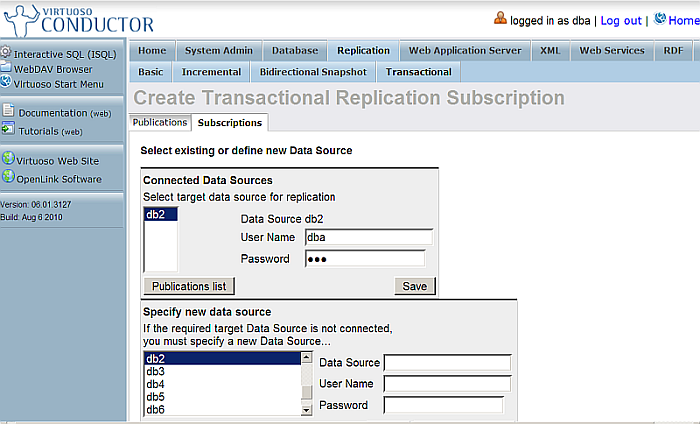 VIRTUOSO
CONDUCTOR
logged in as dba | Log out | Home
Interactive SQL (ISQL)
WebDAV Browser
Virtuoso Start Menu
Documentation (web)
Tutorials (web)
Virtuoso Web Site
OpenLink Software
Version: 06.01.3127
Build: Aug 6 2010
Home System Admin Database Replication Web Application Server XML Web Services RDF
Basic Incremental Bidirectional Snapshot Transactional
Create Transactional Replication Subscription
Publications Subscriptions
Select existing or define new Data Source
Connected Data Sources
Select target data source for replication
db2
Data Source db2
User Name dba
Password ●●●
Publications list Save
Specify new data source
If the required target Data Source is not connected,
you must specify a new Data Source...
db2
db3
db4
db5
db6
Data Source
User Name
Password